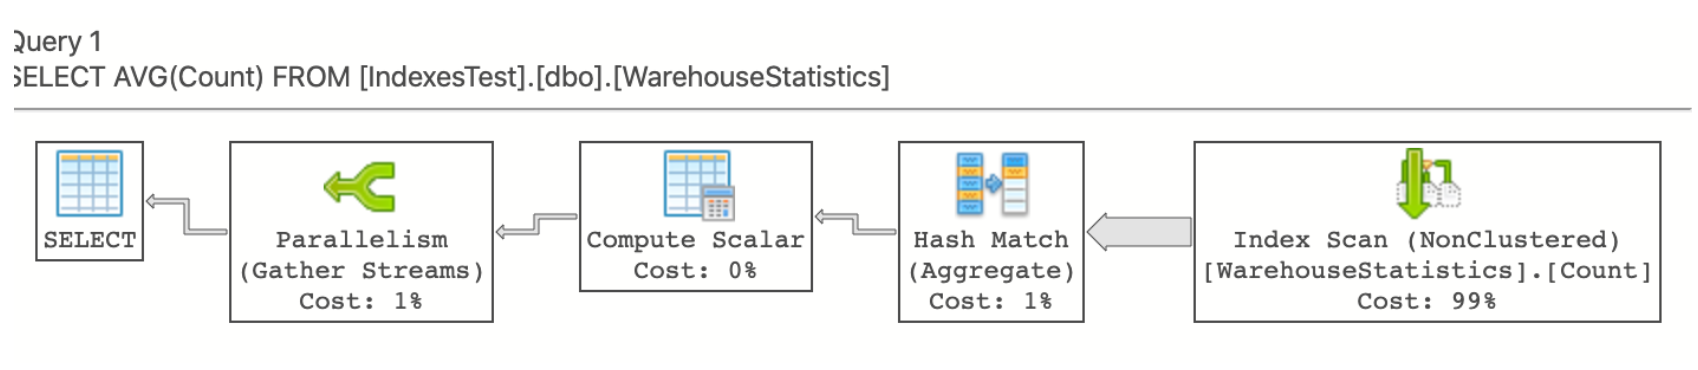 Query 1
SELECT AVG(Count) FROM [IndexesTest].[dbo].[WarehouseStatistics]
SELECT
Parallelism
(Gather Streams)
Cost: 1%
Compute Scalar
Cost: 0%
Hash Match
(Aggregate)
Cost: 1%
Index Scan (NonClustered)
[WarehouseStatistics].[Count]
Cost: 99%